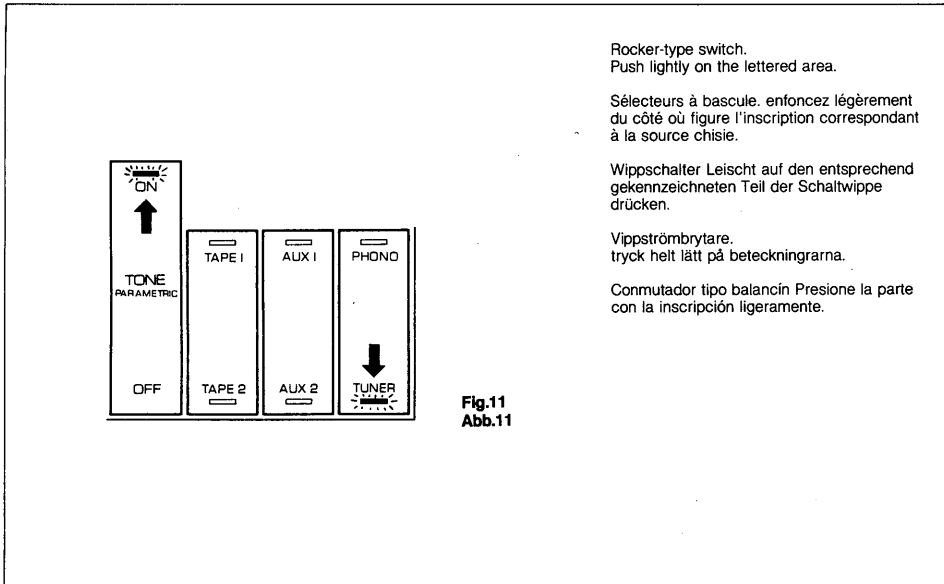 Rocker-type switch.
Push lightly on the lettered area.
Sélecteurs à bascule. enfoncez légèrement
du côté où figure l'inscription correspondant
à la source chisie.
Wippschalter Leischt auf den entsprechend
gekennzeichneten Teil der Schaltwippe
drücken.
Vippströmbrytare.
tryck helt lätt på beteckningrarna.
Conmutador tipo balancín Presione la parte
con la inscripción ligeramente.
ON
TONE
PARAMETRIC
OFF
TAPE 1
TAPE 2
AUX 1
AUX 2
PHONO
TUNER
Fig.11
Abb.11